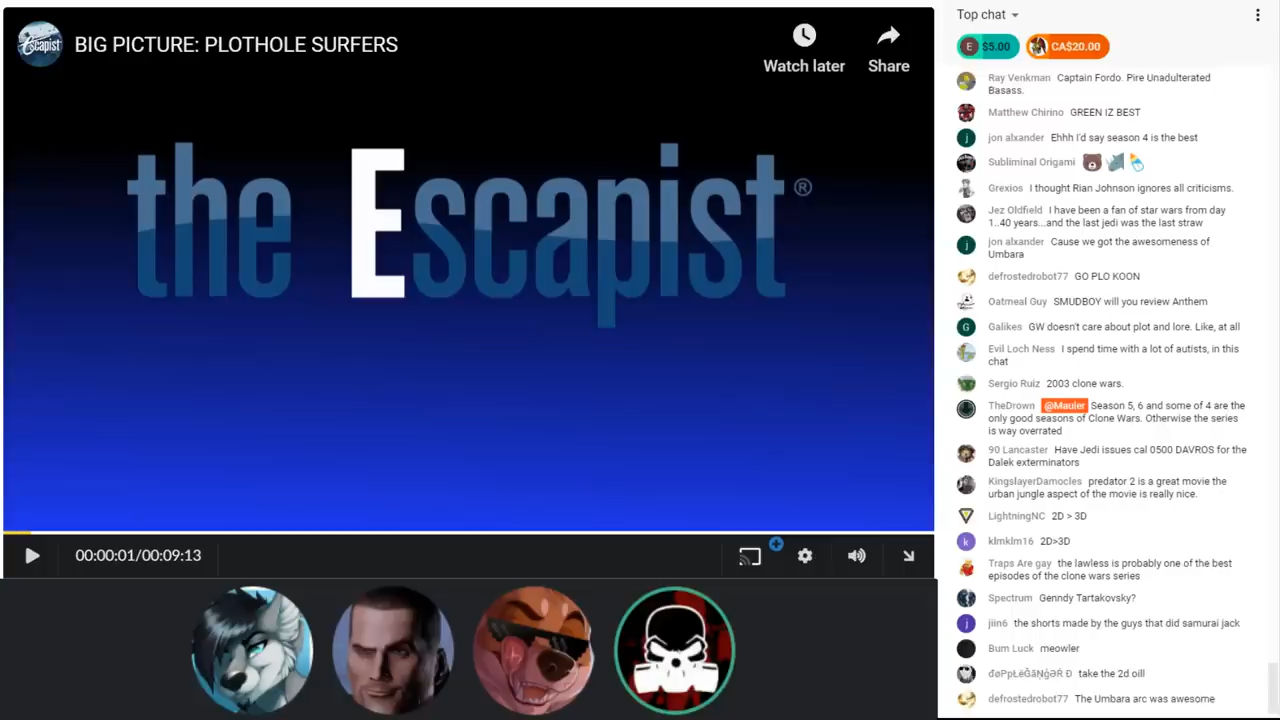 Escapist
BIG PICTURE: PLOTHOLE SURFERS
Watch later
Share
the Escapist®
00:00:01/00:09:13
Top chat
E $5.00
CA$20.00
Ray Venkman Captain Fordo. Pire Unadulterated
Basass.
Matthew Chirino GREEN IZ BEST
jon alxander Ehhh I'd say season 4 is the best
Subliminal Origami
Grexios I thought Rian Johnson ignores all criticisms.
Jez Oldfield I have been a fan of star wars from day
1..40 years...and the last jedi was the last straw
jon alxander Cause we got the awesomeness of
Umbara
defrostedrobot77 GO PLO KOON
Oatmeal Guy SMUDBOY will you review Anthem
G Galikes GW doesn't care about plot and lore. Like, at all
Evil Loch Ness I spend time with a lot of autists, in this
chat
Sergio Ruiz 2003 clone wars.
TheDrown @Mauler Season 5, 6 and some of 4 are the
only good seasons of Clone Wars. Otherwise the series
is way overrated
90 Lancaster Have Jedi issues cal 0500 DAVROS for the
Dalek exterminators
KingslayerDamocles predator 2 is a great movie the
urban jungle aspect of the movie is really nice.
LightningNC 2D > 3D
k klmklm16 2D>3D
Traps Are gay the lawless is probably one of the best
episodes of the clone wars series
Spectrum Genndy Tartakovsky?
j jiin6 the shorts made by the guys that did samurai jack
Bum Luck meowler
take the 2d oill
defrostedrobot77 The Umbara arc was awesome